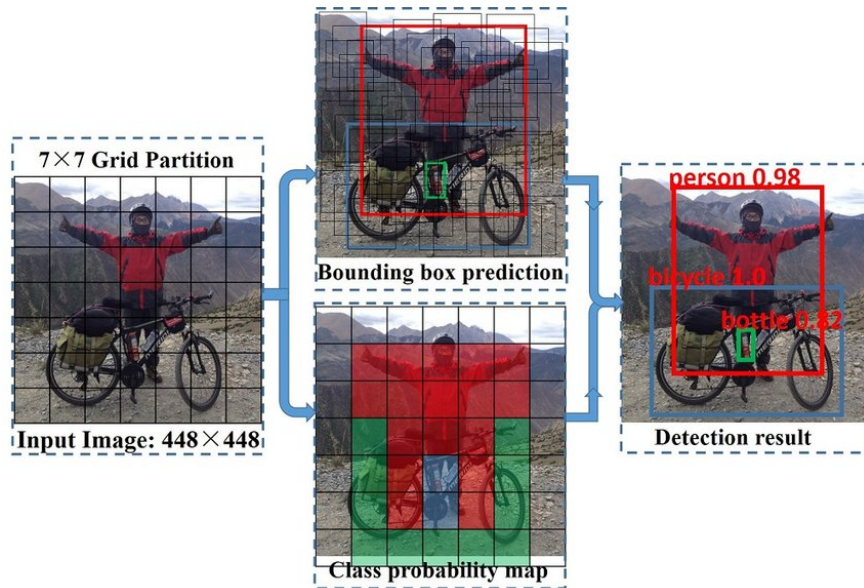 7×7 Grid Partition
Input Image: 448×448
Bounding box prediction
Class probability map
person 0.98
bicycle 1.0
bottle 0.82
Detection result